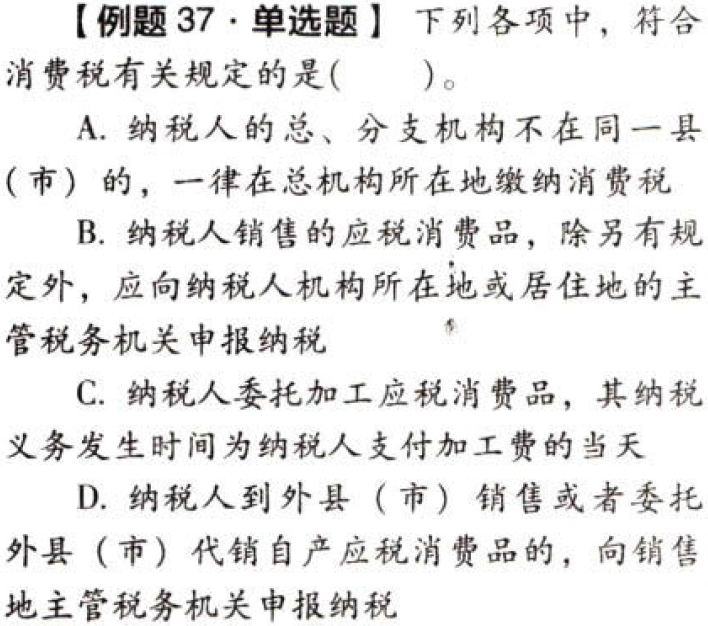 【例题 37·单选题】 下列各项中，符合
消费税有关规定的是(　　)。
A. 纳税人的总、分支机构不在同一县
(市）的，一律在总机构所在地缴纳消费税
B. 纳税人销售的应税消费品，除另有规
定外，应向纳税人机构所在地或居住地的主
管税务机关申报纳税
C. 纳税人委托加工应税消费品，其纳税
义务发生时间为纳税人支付加工费的当天
D. 纳税人到外县（市）销售或者委托
外县（市）代销自产应税消费品的，向销售
地主管税务机关申报纳税